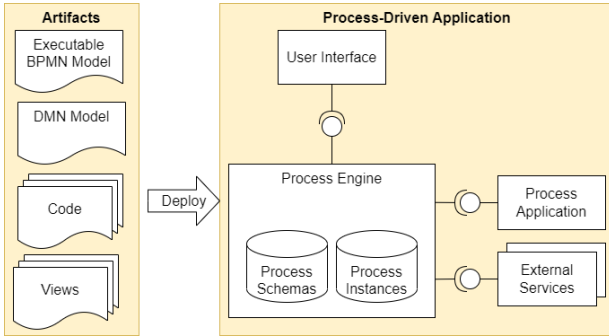 Artifacts
Executable
BPMN Model
DMN Model
Code
Views
Deploy
Process-Driven Application
User Interface
Process Engine
Process
Schemas
Process
Instances
Process
Application
External
Services